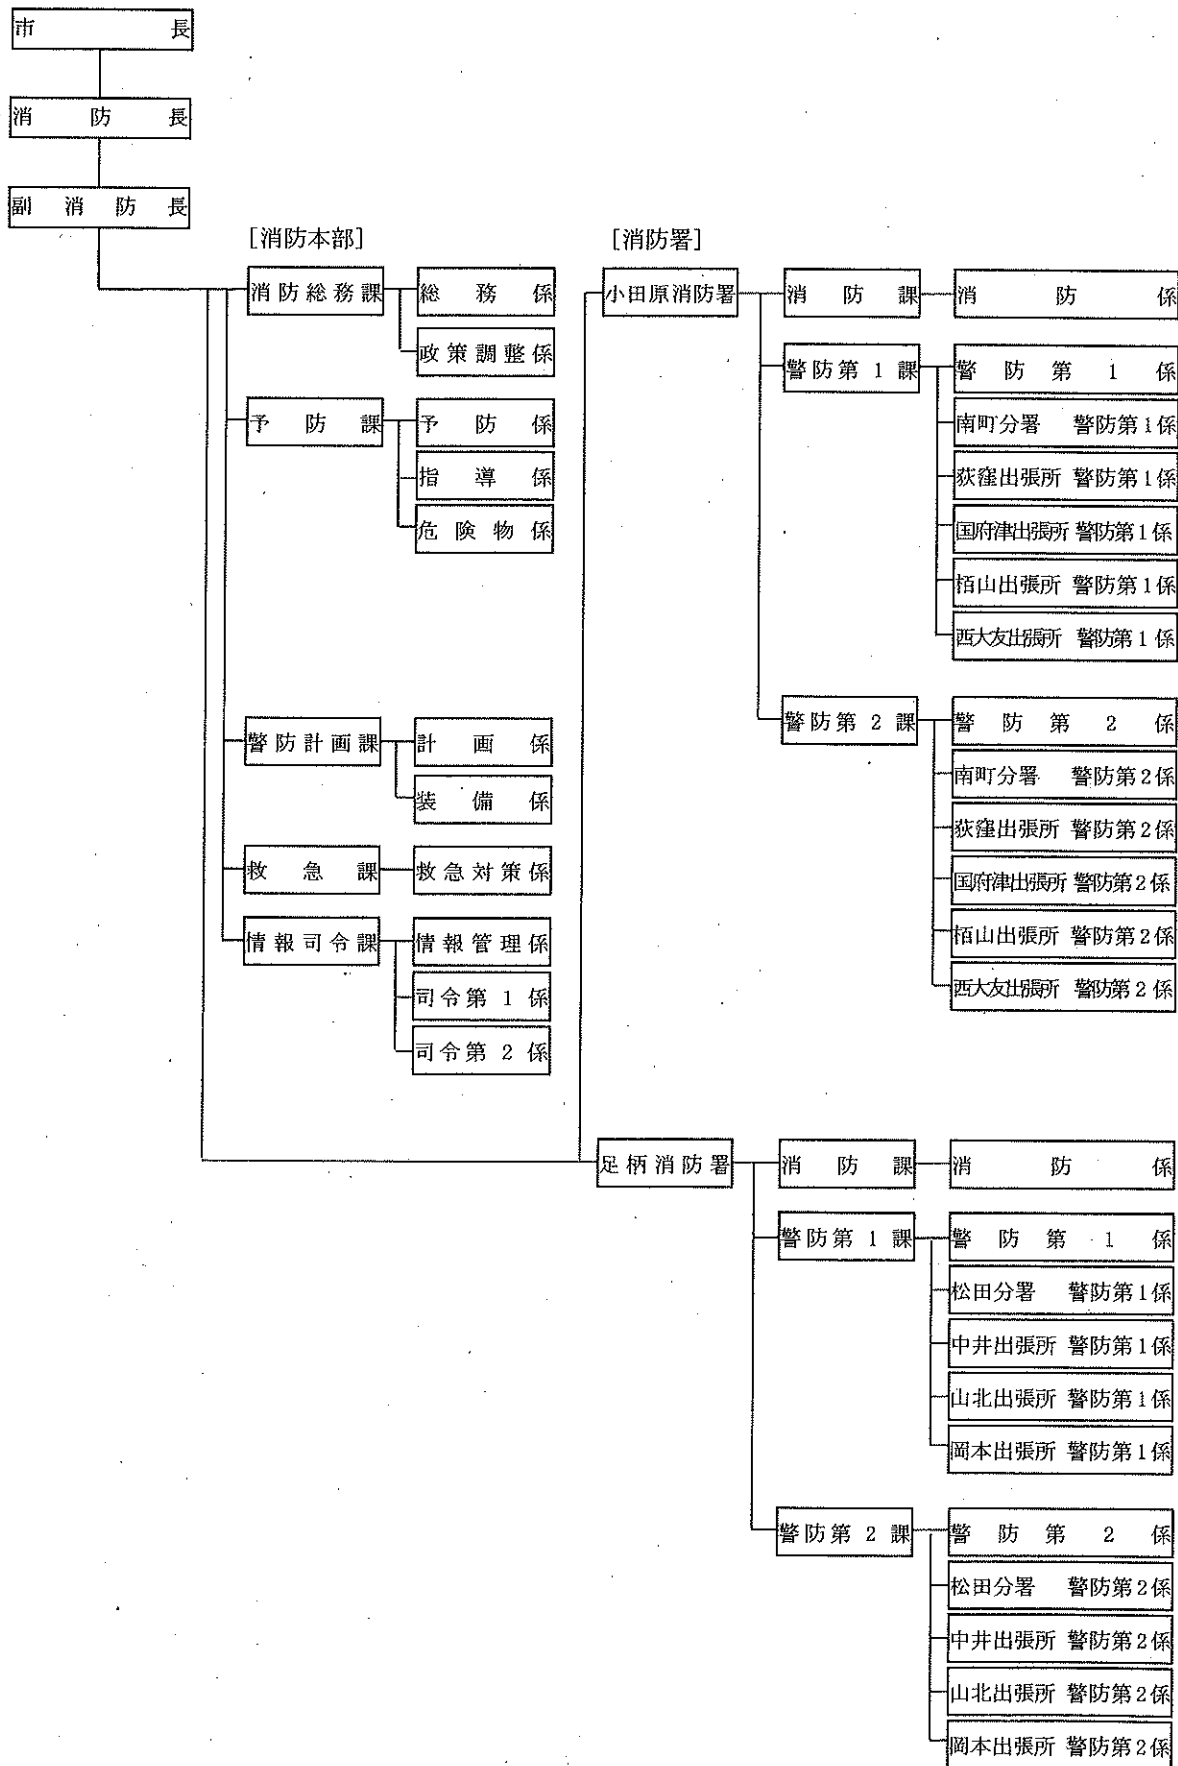 市長
消防長
副消防長
[消防本部]
消防総務課
総務係
政策調整係
予防課
予防係
指導係
危険物係
警防計画課
計画係
装備係
救急課
救急対策係
情報司令課
情報管理係
司令第1係
司令第2係
[消防署]
小田原消防署
消防課
消防係
警防第1課
警防第1係
南町分署 警防第1係
荻窪出張所 警防第1係
国府津出張所 警防第1係
栢山出張所 警防第1係
西大友出張所 警防第1係
警防第2課
警防第2係
南町分署 警防第2係
荻窪出張所 警防第2係
国府津出張所 警防第2係
栢山出張所 警防第2係
西大友出張所 警防第2係
足柄消防署
消防課
消防係
警防第1課
警防第1係
松田分署 警防第1係
中井出張所 警防第1係
山北出張所 警防第1係
岡本出張所 警防第1係
警防第2課
警防第2係
松田分署 警防第2係
中井出張所 警防第2係
山北出張所 警防第2係
岡本出張所 警防第2係